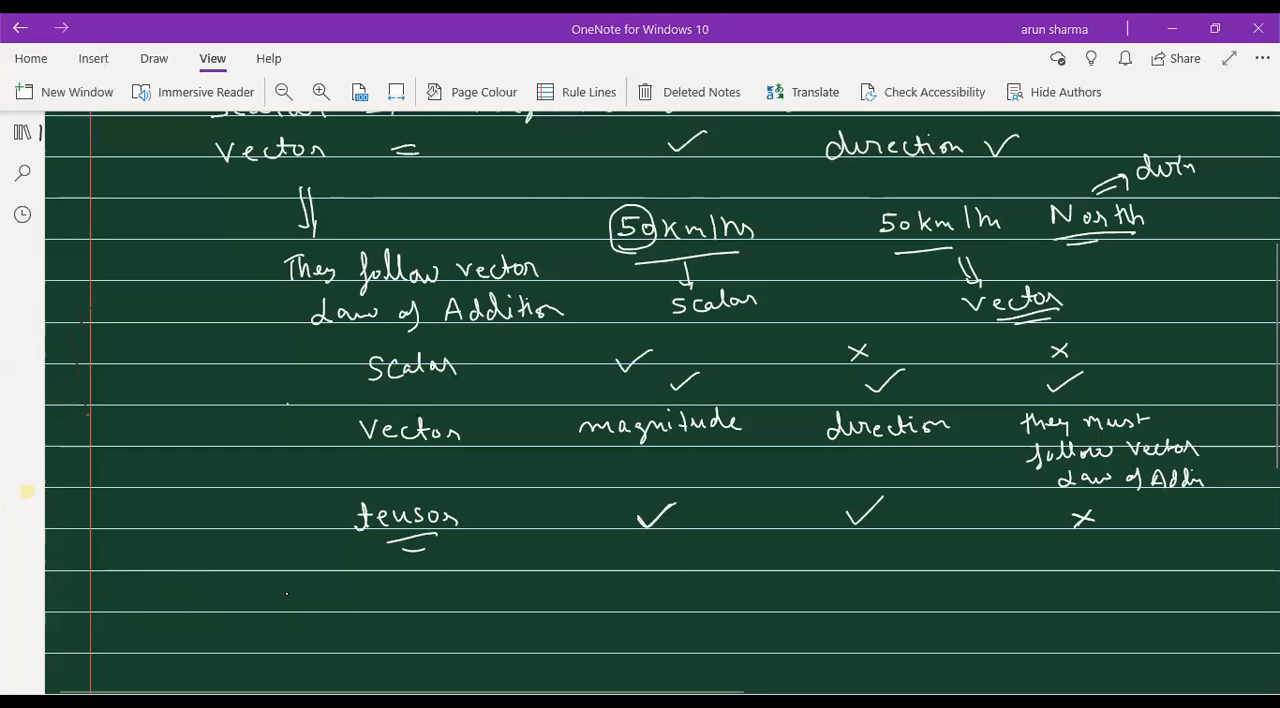 OneNote for Windows 10
arun sharma
Home Insert Draw View Help
Share
New Window Immersive Reader Page Colour Rule Lines Deleted Notes Translate Check Accessibility Hide Authors
Vector = ✓ direction ✓
dirn
50km/hr 50km/hr North
They follow vector
Law of Addition
Scalar Vector
Scalar ✓ × ×
✓ ✓ ✓
Vector magnitude direction they must
follow vector
Law of Addi
tensor ✓ ✓ ×